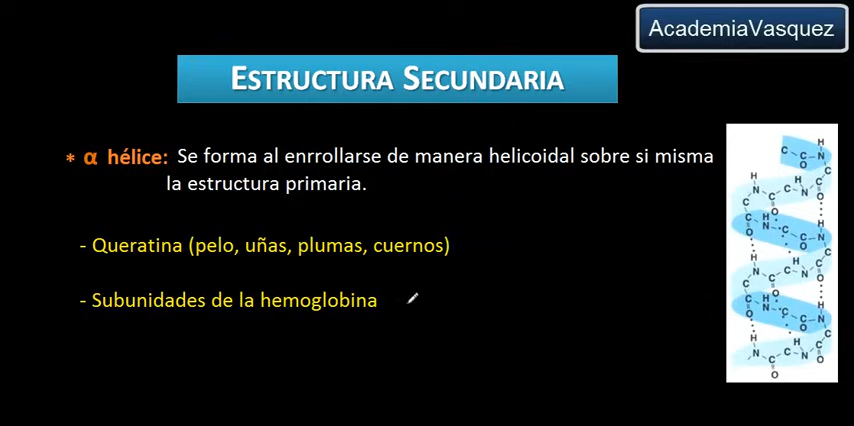 AcademiaVasquez
ESTRUCTURA SECUNDARIA
* α hélice: Se forma al enrrollarse de manera helicoidal sobre si misma
la estructura primaria.
- Queratina (pelo, uñas, plumas, cuernos)
- Subunidades de la hemoglobina